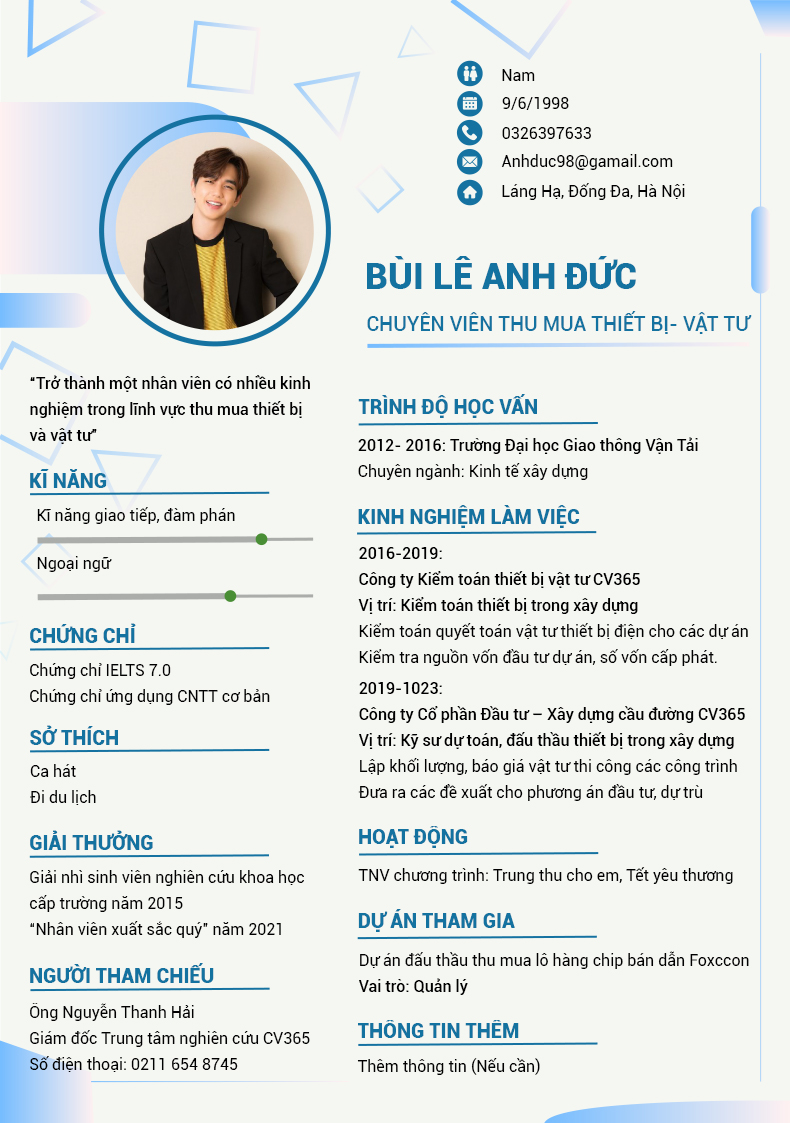 Nam
9/6/1998
0326397633
Anhduc98@gamail.com
Láng Hạ, Đống Đa, Hà Nội
BÙI LÊ ANH ĐỨC
CHUYÊN VIÊN THU MUA THIẾT BỊ- VẬT TƯ
“Trở thành một nhân viên có nhiều kinh
nghiệm trong lĩnh vực thu mua thiết bị
và vật tư”
KĨ NĂNG
Kĩ năng giao tiếp, đàm phán
Ngoại ngữ
CHỨNG CHỈ
Chứng chỉ IELTS 7.0
Chứng chỉ ứng dụng CNTT cơ bản
SỞ THÍCH
Ca hát
Đi du lịch
GIẢI THƯỞNG
Giải nhì sinh viên nghiên cứu khoa học
cấp trường năm 2015
“Nhân viên xuất sắc quý” năm 2021
NGƯỜI THAM CHIẾU
Ông Nguyễn Thanh Hải
Giám đốc Trung tâm nghiên cứu CV365
Số điện thoại: 0211 654 8745
TRÌNH ĐỘ HỌC VẤN
2012- 2016: Trường Đại học Giao thông Vận Tải
Chuyên ngành: Kinh tế xây dựng
KINH NGHIỆM LÀM VIỆC
2016-2019:
Công ty Kiểm toán thiết bị vật tư CV365
Vị trí: Kiểm toán thiết bị trong xây dựng
Kiểm toán quyết toán vật tư thiết bị điện cho các dự án
Kiểm tra nguồn vốn đầu tư dự án, số vốn cấp phát.
2019-1023:
Công ty Cổ phần Đầu tư – Xây dựng cầu đường CV365
Vị trí: Kỹ sư dự toán, đấu thầu thiết bị trong xây dựng
Lập khối lượng, báo giá vật tư thi công các công trình
Đưa ra các đề xuất cho phương án đầu tư, dự trù
HOẠT ĐỘNG
TNV chương trình: Trung thu cho em, Tết yêu thương
DỰ ÁN THAM GIA
Dự án đấu thầu thu mua lô hàng chip bán dẫn Foxccon
Vai trò: Quản lý
THÔNG TIN THÊM
Thêm thông tin (Nếu cần)